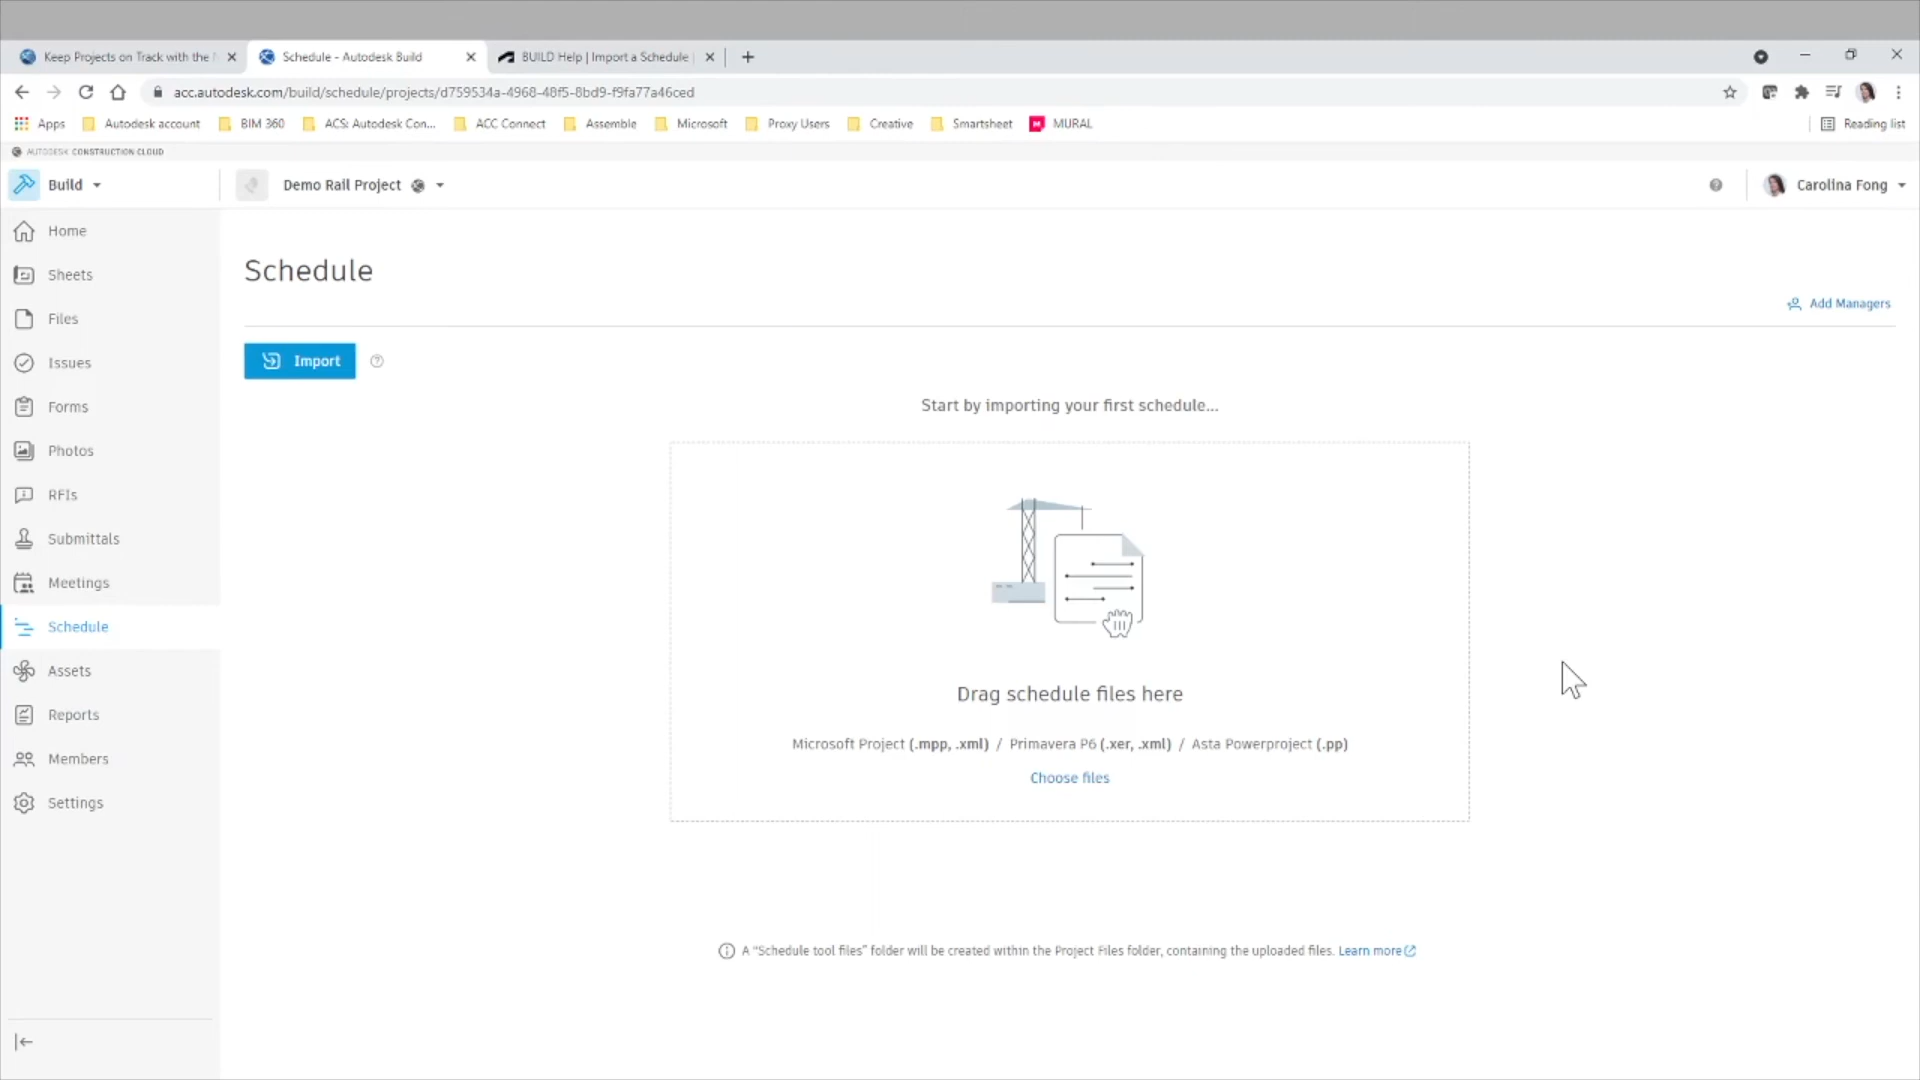 Keep Projects on Track with the
Schedule - Autodesk Build
BUILD Help | Import a Schedule |
acc.autodesk.com/build/schedule/projects/d759534a-4968-48f5-8bd9-f9fa77a46ced
Apps
Autodesk account
BIM 360
ACS: Autodesk Con...
ACC Connect
Assemble
Microsoft
Proxy Users
Creative
Smartsheet
MURAL
Reading list
AUTODESK CONSTRUCTION CLOUD
Build
Demo Rail Project
Carolina Fong
Home
Sheets
Files
Issues
Forms
Photos
RFIs
Submittals
Meetings
Schedule
Assets
Reports
Members
Settings
Schedule
Add Managers
Import
Start by importing your first schedule...
Drag schedule files here
Microsoft Project (.mpp, .xml) / Primavera P6 (.xer, .xml) / Asta Powerproject (.pp)
Choose files
A "Schedule tool files" folder will be created within the Project Files folder, containing the uploaded files. Learn more